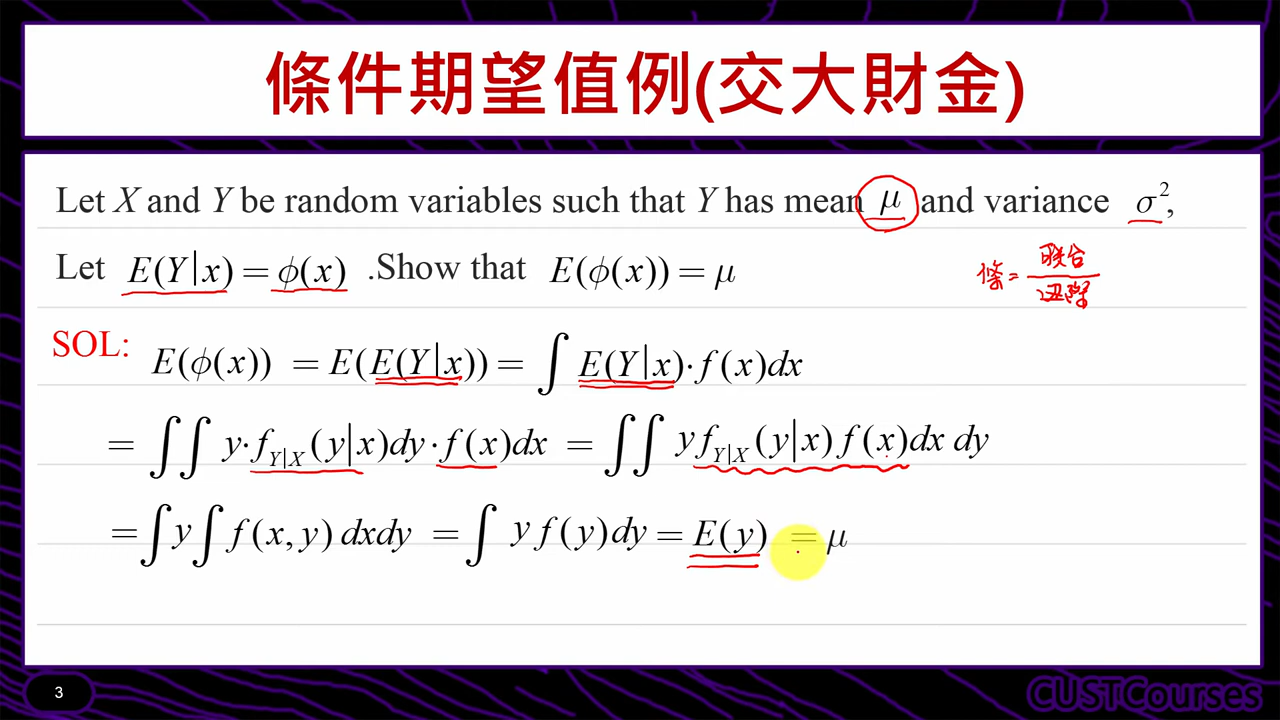 條件期望值例(交大財金)
Let X and Y be random variables such that Y has mean μ and variance σ²,
Let E(Y|x) = ϕ(x) .Show that E(ϕ(x)) = μ
條 = 聯合 / 邊際
SOL:
E(ϕ(x)) = E(E(Y|x)) = ∫ E(Y|x)·f(x)dx
= ∫∫ y·f_{Y|X}(y|x)dy·f(x)dx = ∫∫ y f_{Y|X}(y|x) f(x)dx dy
= ∫ y ∫ f(x, y) dxdy = ∫ y f(y)dy = E(y) = μ
3
CUSTCourses